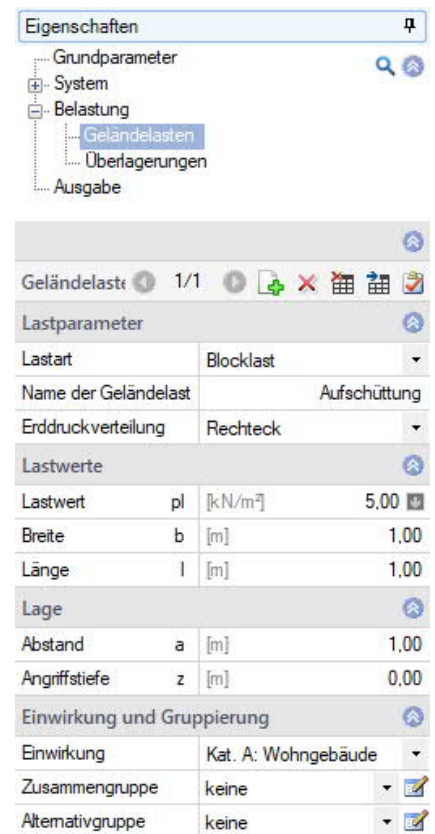 Eigenschaften
Grundparameter
System
Belastung
Geländelasten
Überlagerungen
Ausgabe
Geländelaste 1/1
Lastparameter
Lastart Blocklast
Name der Geländelast Aufschüttung
Erddruckverteilung Rechteck
Lastwerte
Lastwert pl [kN/m²] 5,00
Breite b [m] 1,00
Länge l [m] 1,00
Lage
Abstand a [m] 1,00
Angriffstiefe z [m] 0,00
Einwirkung und Gruppierung
Einwirkung Kat. A: Wohngebäude
Zusammengruppe keine
Alternativgruppe keine